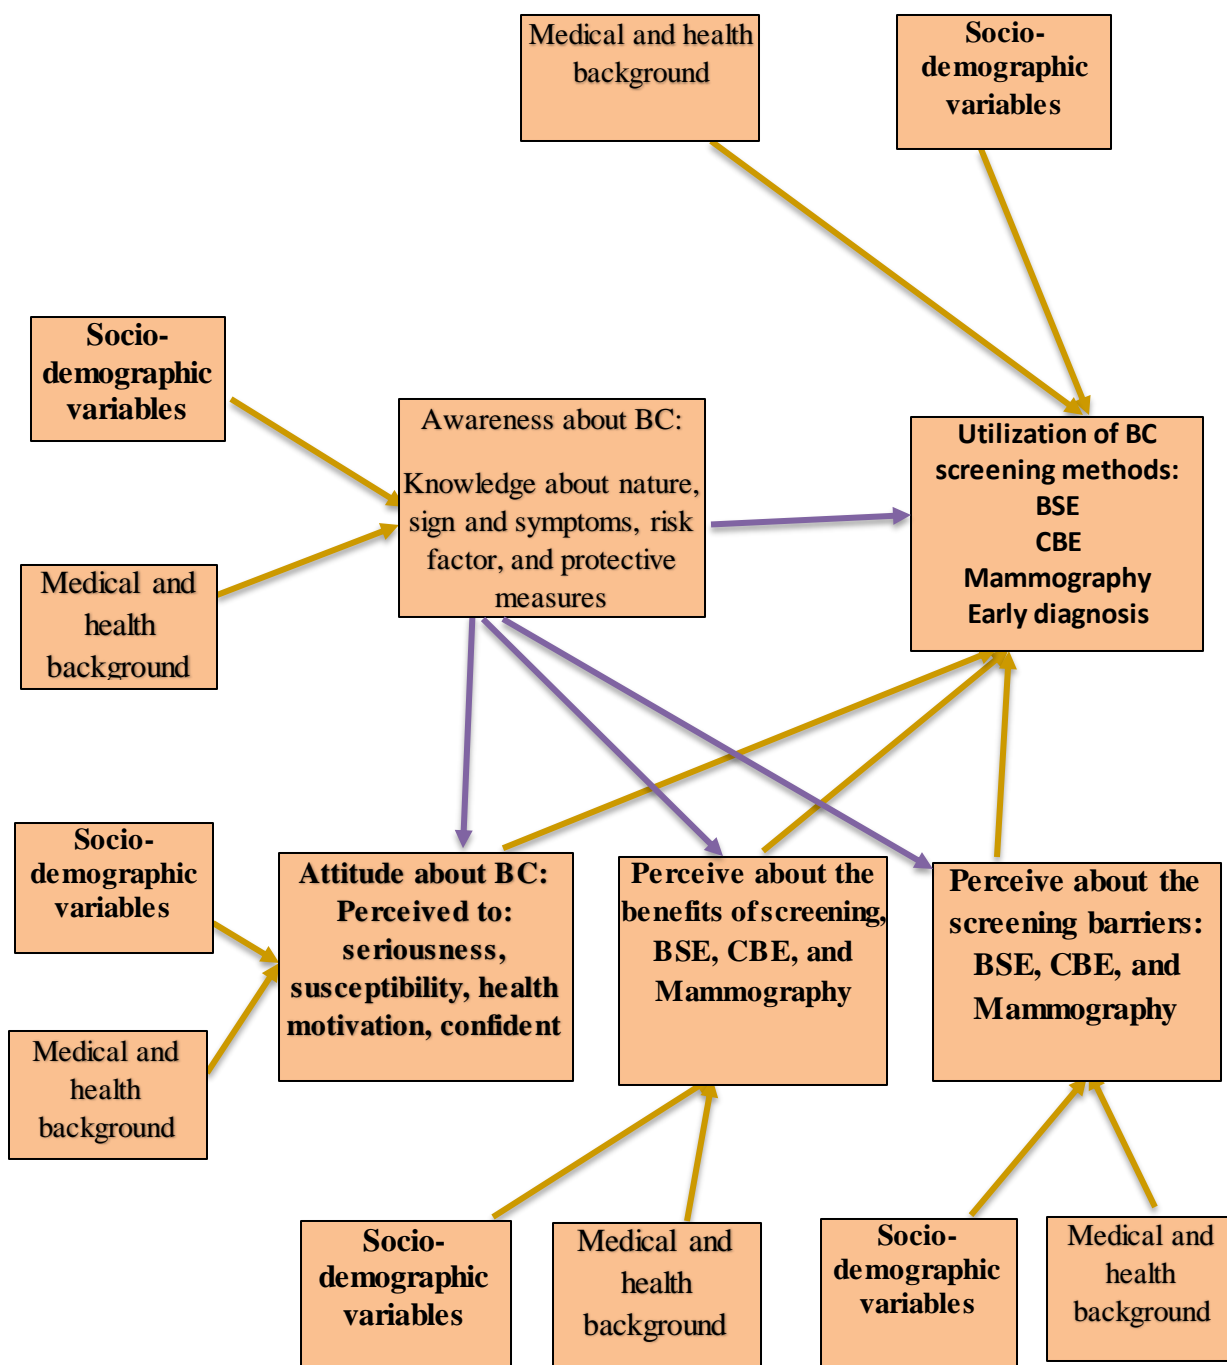 Medical and health
background
Socio-
demographic
variables
Socio-
demographic
variables
Awareness about BC:
Knowledge about nature,
sign and symptoms, risk
factor, and protective
measures
Utilization of BC
screening methods:
BSE
CBE
Mammography
Early diagnosis
Medical and
health
background
Socio-
demographic
variables
Attitude about BC:
Perceived to:
seriousness,
susceptibility, health
motivation, confident
Perceive about the
benefits of screening,
BSE, CBE, and
Mammography
Perceive about the
screening barriers:
BSE, CBE, and
Mammography
Medical and
health
background
Socio-
demographic
variables
Medical and
health
background
Socio-
demographic
variables
Medical and
health
background